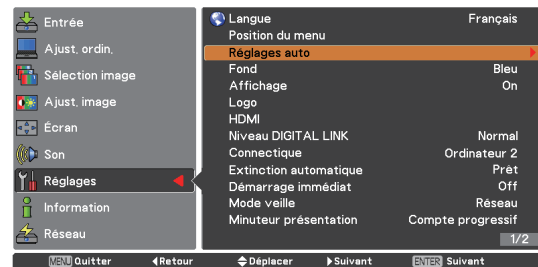 Entrée
Ajust. ordin.
Sélection image
Ajust. image
Écran
Son
Réglages
Information
Réseau
Langue Français
Position du menu
Réglages auto
Fond Bleu
Affichage On
Logo
HDMI
Niveau DIGITAL LINK Normal
Connectique Ordinateur 2
Extinction automatique Prêt
Démarrage immédiat Off
Mode veille Réseau
Minuteur présentation Compte progressif
1/2
MENU Quitter Retour Déplacer Suivant ENTER Suivant